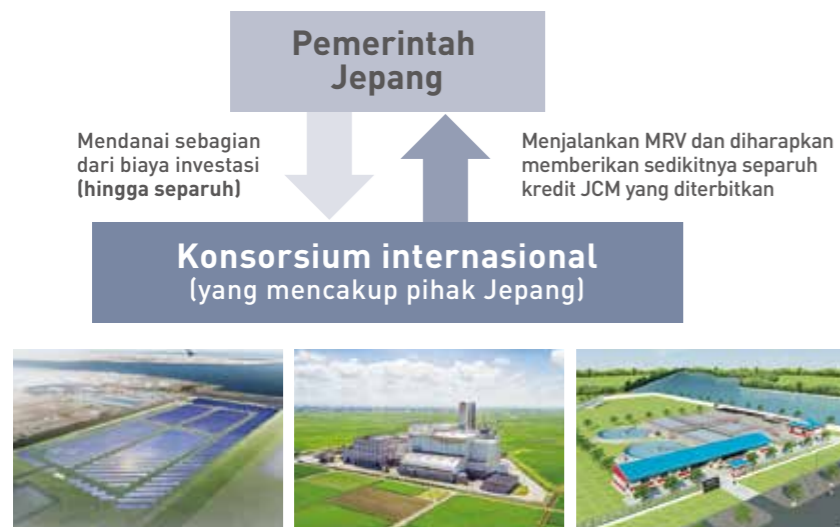 Pemerintah
Jepang
Mendanai sebagian
dari biaya investasi
(hingga separuh)
Menjalankan MRV dan diharapkan
memberikan sedikitnya separuh
kredit JCM yang diterbitkan
Konsorsium internasional
(yang mencakup pihak Jepang)